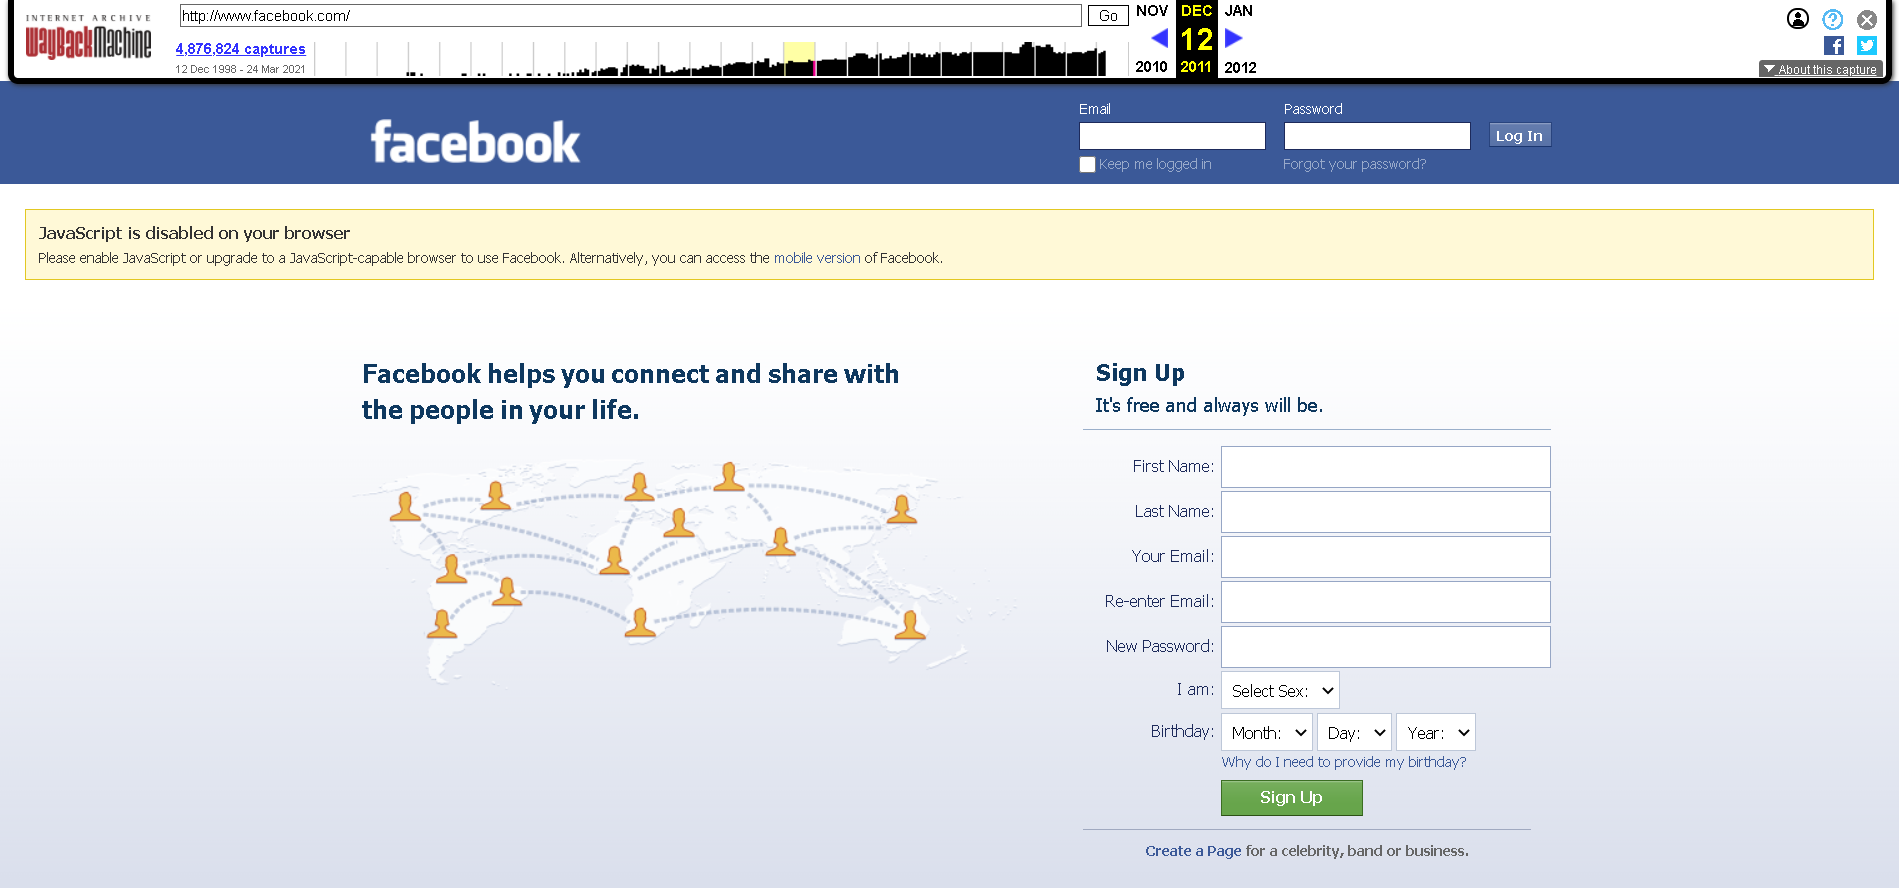 INTERNET ARCHIVE
WayBackMachine
http://www.facebook.com/
Go
NOV
DEC
JAN
12
2010
2011
2012
4,876,824 captures
12 Dec 1998 - 24 Mar 2021
About this capture
facebook
Email
Password
Log In
Keep me logged in
Forgot your password?
JavaScript is disabled on your browser
Please enable JavaScript or upgrade to a JavaScript-capable browser to use Facebook. Alternatively, you can access the mobile version of Facebook.
Facebook helps you connect and share with
the people in your life.
Sign Up
It's free and always will be.
First Name:
Last Name:
Your Email:
Re-enter Email:
New Password:
I am:
Select Sex:
Birthday:
Month:
Day:
Year:
Why do I need to provide my birthday?
Sign Up
Create a Page for a celebrity, band or business.